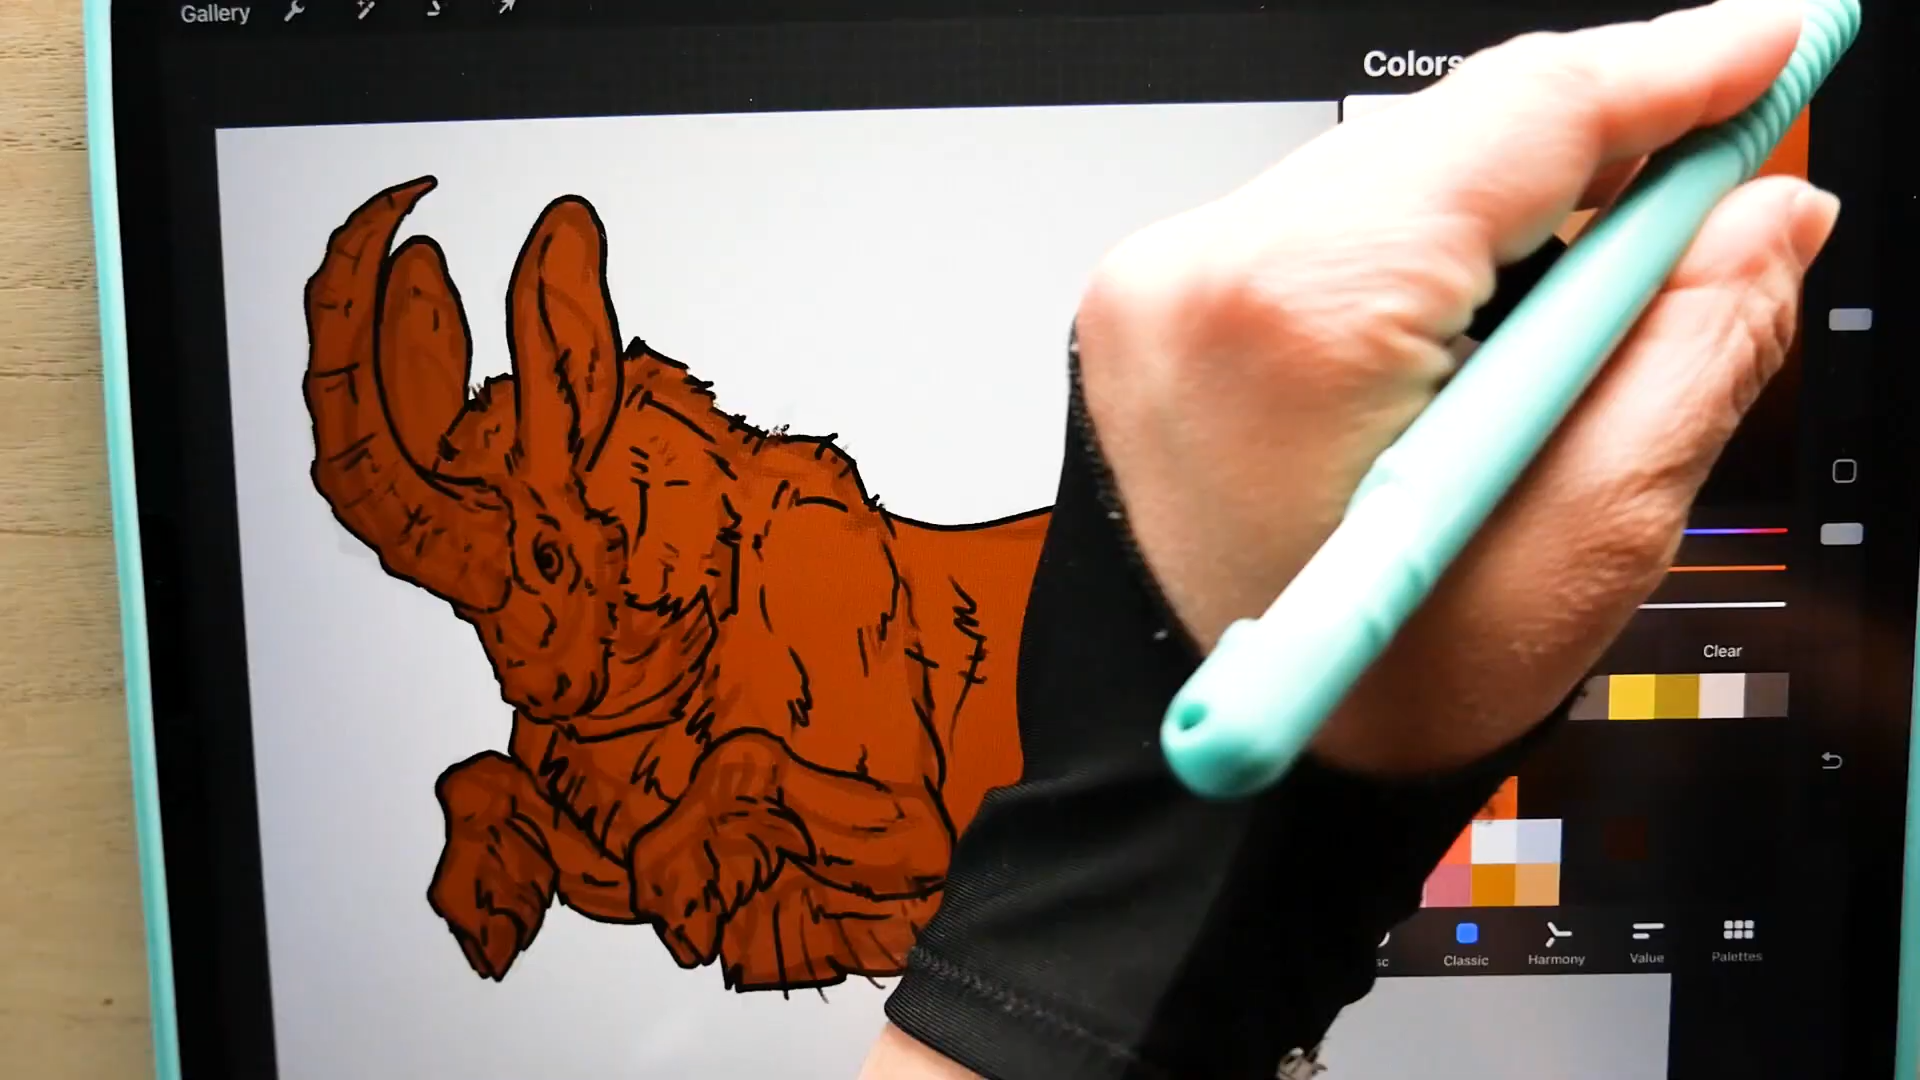 Gallery
Colors
Clear
Classic
Harmony
Value
Palettes